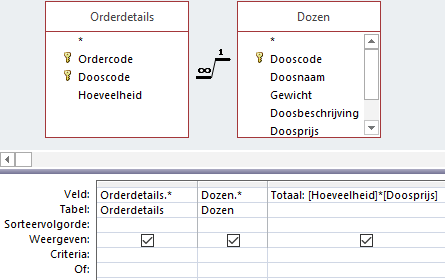 Orderdetails
*
Ordercode
Dooscode
Hoeveelheid
∞ 1
Dozen
*
Dooscode
Doosnaam
Gewicht
Doosbeschrijving
Doosprijs
Veld: Orderdetails.* Dozen.* Totaal: [Hoeveelheid]*[Doosprijs]
Tabel: Orderdetails Dozen
Sorteervolgorde:
Weergeven:
Criteria:
Of: